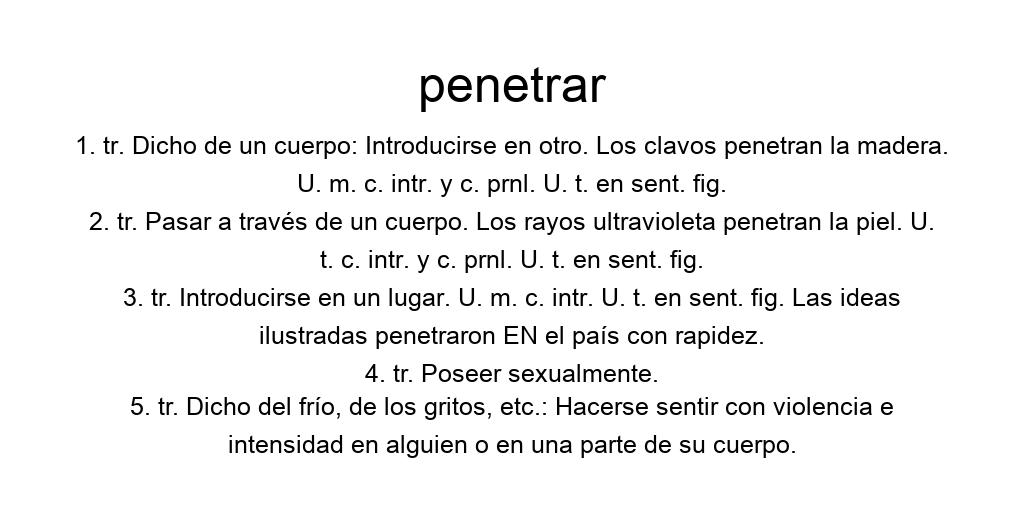 penetrar
1. tr. Dicho de un cuerpo: Introducirse en otro. Los clavos penetran la madera.
U. m. c. intr. y c. prnl. U. t. en sent. fig.
2. tr. Pasar a través de un cuerpo. Los rayos ultravioleta penetran la piel. U.
t. c. intr. y c. prnl. U. t. en sent. fig.
3. tr. Introducirse en un lugar. U. m. c. intr. U. t. en sent. fig. Las ideas
ilustradas penetraron EN el país con rapidez.
4. tr. Poseer sexualmente.
5. tr. Dicho del frío, de los gritos, etc.: Hacerse sentir con violencia e
intensidad en alguien o en una parte de su cuerpo.